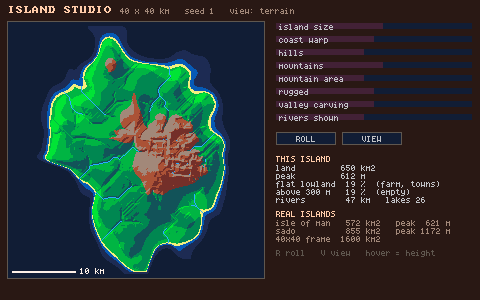 ISLAND STUDIO 40 x 40 km seed 1 view: terrain
island size
coast warp
hills
mountains
mountain area
rugged
valley carving
rivers shown
ROLL VIEW
THIS ISLAND
land 650 km2
peak 612 m
flat lowland 19 % (farm, towns)
above 300 m 19 % (empty)
rivers 47 km lakes 26
REAL ISLANDS
isle of man 572 km2 peak 621 m
sado 855 km2 peak 1172 m
40x40 frame 1600 km2
R roll V view hover = height
10 km